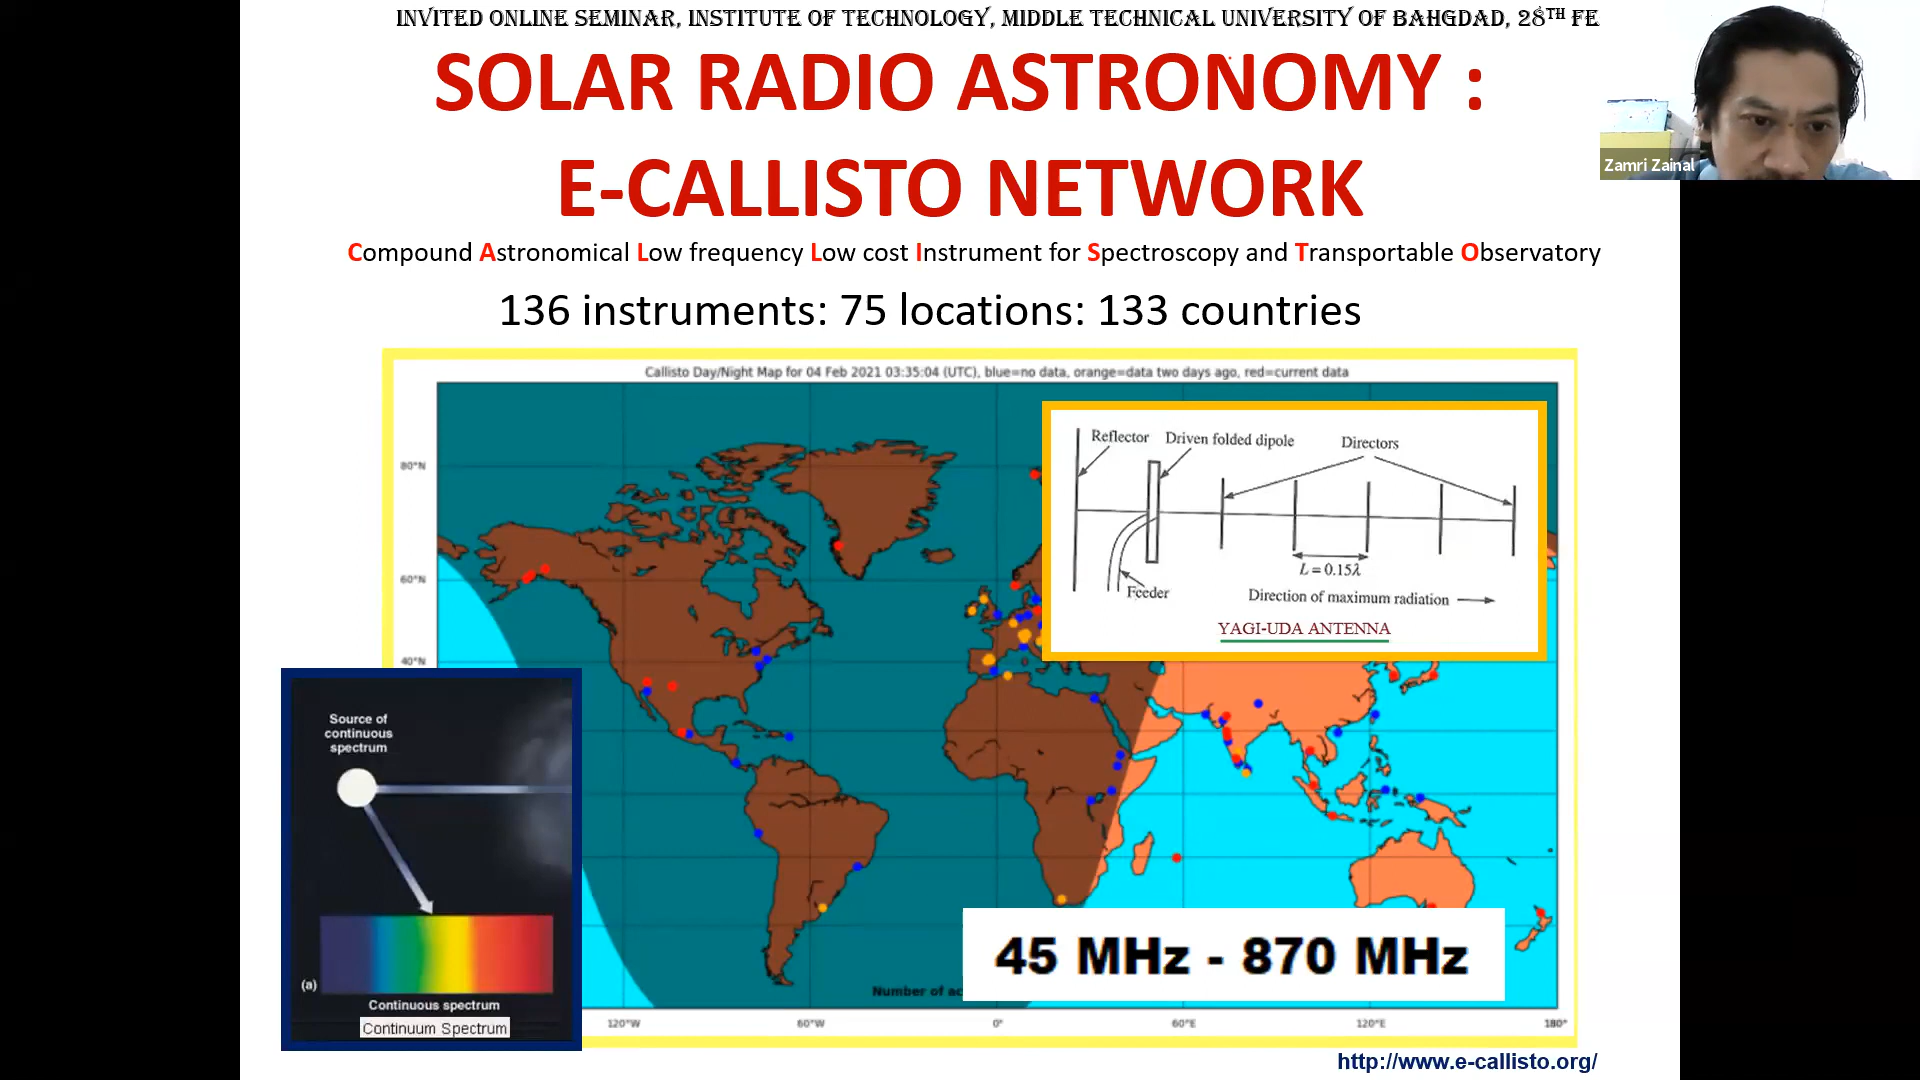 INVITED ONLINE SEMINAR, INSTITUTE OF TECHNOLOGY, MIDDLE TECHNICAL UNIVERSITY OF BAHGDAD, 28TH FE
SOLAR RADIO ASTRONOMY :
E-CALLISTO NETWORK
Compound Astronomical Low frequency Low cost Instrument for Spectroscopy and Transportable Observatory
136 instruments: 75 locations: 133 countries
Zamri Zainal
Callisto Day/Night Map for 04 Feb 2021 03:35:04 (UTC), blue=no data, orange=data two days ago, red=current data
80°N
60°N
40°N
Reflector
Driven folded dipole
Directors
L = 0.15λ
Feeder
Direction of maximum radiation
YAGI-UDA ANTENNA
Source of
continuous
spectrum
(a)
Continuous spectrum
Continuum Spectrum
45 MHz - 870 MHz
Number of ac
120°W
60°W
0°
60°E
120°E
180°
http://www.e-callisto.org/